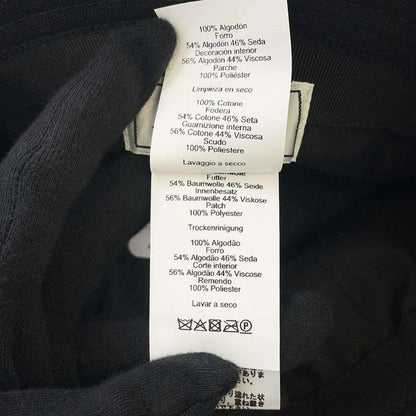 100% Algodón
Forro
54% Algodón 46% Seda
Decoración interior
56% Algodón 44% Viscosa
Parche
100% Poliéster
Limpieza en seco
100% Cotone
Fodera
54% Cotone 46% Seta
Guarnizione interna
56% Cotone 44% Viscosa
Scudo
100% Poliestere
Lavaggio a secco
Futter
54% Baumwolle 46% Seide
Innenbesatz
56% Baumwolle 44% Viskose
Patch
100% Polyester
Trockenrinigung
100% Algodão
Forro
54% Algodão 46% Seda
Corte interior
56% Algodão 44% Viscose
Remendo
100% Poliéster
Lavar a seco
P